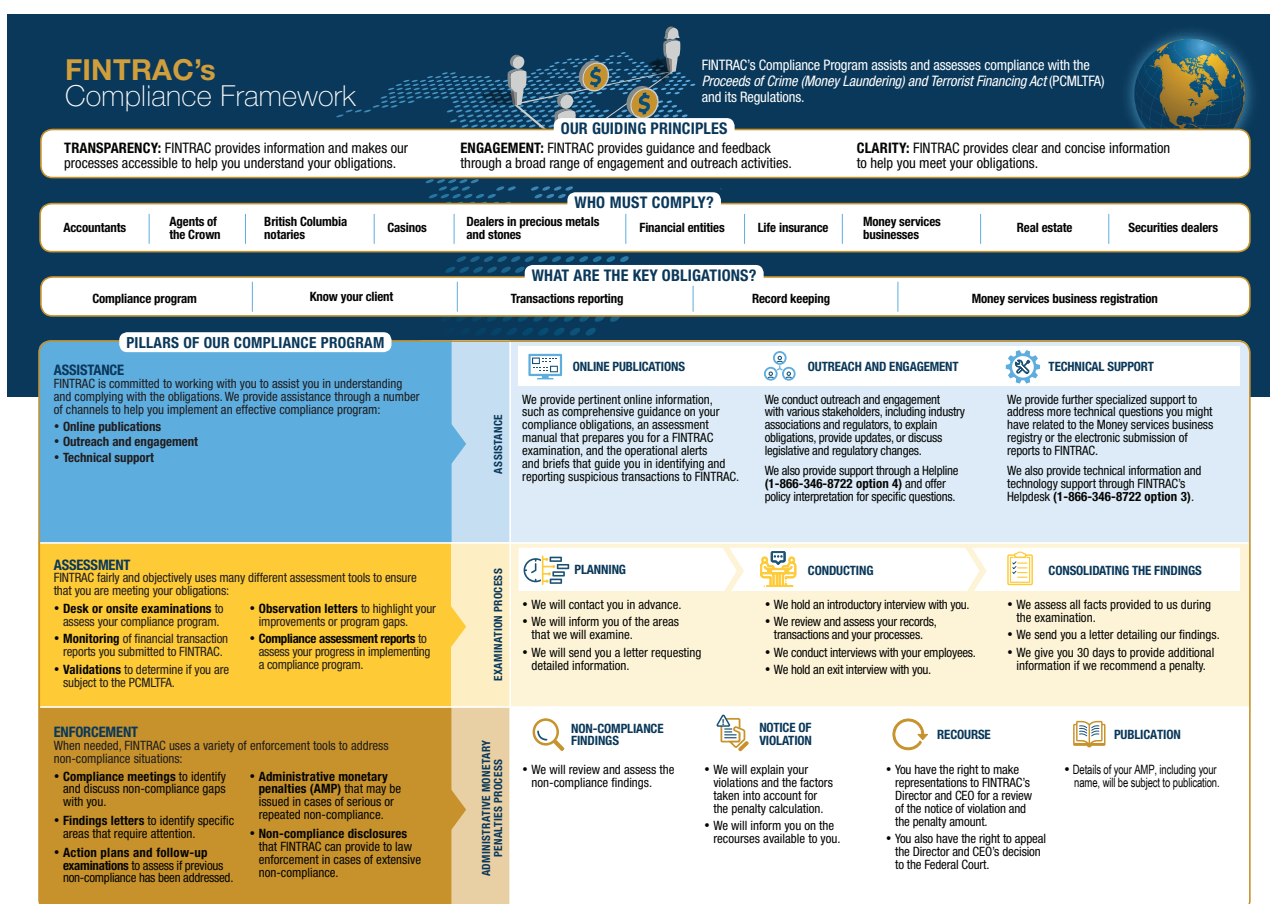 FINTRAC's
Compliance Framework
FINTRAC's Compliance Program assists and assesses compliance with the
Proceeds of Crime (Money Laundering) and Terrorist Financing Act (PCMLTFA)
and its Regulations.
OUR GUIDING PRINCIPLES
TRANSPARENCY: FINTRAC provides information and makes our
processes accessible to help you understand your obligations.
ENGAGEMENT: FINTRAC provides guidance and feedback
through a broad range of engagement and outreach activities.
CLARITY: FINTRAC provides clear and concise information
to help you meet your obligations.
WHO MUST COMPLY?
Accountants
Agents of
the Crown
British Columbia
notaries
Casinos
Dealers in precious metals
and stones
Financial entities
Life insurance
Money services
businesses
Real estate
Securities dealers
WHAT ARE THE KEY OBLIGATIONS?
Compliance program
Know your client
Transactions reporting
Record keeping
Money services business registration
PILLARS OF OUR COMPLIANCE PROGRAM
ASSISTANCE
FINTRAC is committed to working with you to assist you in understanding
and complying with the obligations. We provide assistance through a number
of channels to help you implement an effective compliance program:
• Online publications
• Outreach and engagement
• Technical support
ASSISTANCE
ONLINE PUBLICATIONS
We provide pertinent online information,
such as comprehensive guidance on your
compliance obligations, an assessment
manual that prepares you for a FINTRAC
examination, and the operational alerts
and briefs that guide you in identifying and
reporting suspicious transactions to FINTRAC.
OUTREACH AND ENGAGEMENT
We conduct outreach and engagement
with various stakeholders, including industry
associations and regulators, to explain
obligations, provide updates, or discuss
legislative and regulatory changes.
We also provide support through a Helpline
(1-866-346-8722 option 4) and offer
policy interpretation for specific questions.
TECHNICAL SUPPORT
We provide further specialized support to
address more technical questions you might
have related to the Money services business
registry or the electronic submission of
reports to FINTRAC.
We also provide technical information and
technology support through FINTRAC's
Helpdesk (1-866-346-8722 option 3).
ASSESSMENT
FINTRAC fairly and objectively uses many different assessment tools to ensure
that you are meeting your obligations:
• Desk or onsite examinations to
assess your compliance program.
• Monitoring of financial transaction
reports you submitted to FINTRAC.
• Validations to determine if you are
subject to the PCMLTFA.
• Observation letters to highlight your
improvements or program gaps.
• Compliance assessment reports to
assess your progress in implementing
a compliance program.
EXAMINATION PROCESS
PLANNING
• We will contact you in advance.
• We will inform you of the areas
that we will examine.
• We will send you a letter requesting
detailed information.
CONDUCTING
• We hold an introductory interview with you.
• We review and assess your records,
transactions and your processes.
• We conduct interviews with your employees.
• We hold an exit interview with you.
CONSOLIDATING THE FINDINGS
• We assess all facts provided to us during
the examination.
• We send you a letter detailing our findings.
• We give you 30 days to provide additional
information if we recommend a penalty.
ENFORCEMENT
When needed, FINTRAC uses a variety of enforcement tools to address
non-compliance situations:
• Compliance meetings to identify
and discuss non-compliance gaps
with you.
• Findings letters to identify specific
areas that require attention.
• Action plans and follow-up
examinations to assess if previous
non-compliance has been addressed.
• Administrative monetary
penalties (AMP) that may be
issued in cases of serious or
repeated non-compliance.
• Non-compliance disclosures
that FINTRAC can provide to law
enforcement in cases of extensive
non-compliance.
ADMINISTRATIVE MONETARY
PENALTIES PROCESS
NON-COMPLIANCE
FINDINGS
• We will review and assess the
non-compliance findings.
NOTICE OF
VIOLATION
• We will explain your
violations and the factors
taken into account for
the penalty calculation.
• We will inform you on the
recourses available to you.
RECOURSE
• You have the right to make
representations to FINTRAC's
Director and CEO for a review
of the notice of violation and
the penalty amount.
• You also have the right to appeal
the Director and CEO's decision
to the Federal Court.
PUBLICATION
• Details of your AMP, including your
name, will be subject to publication.